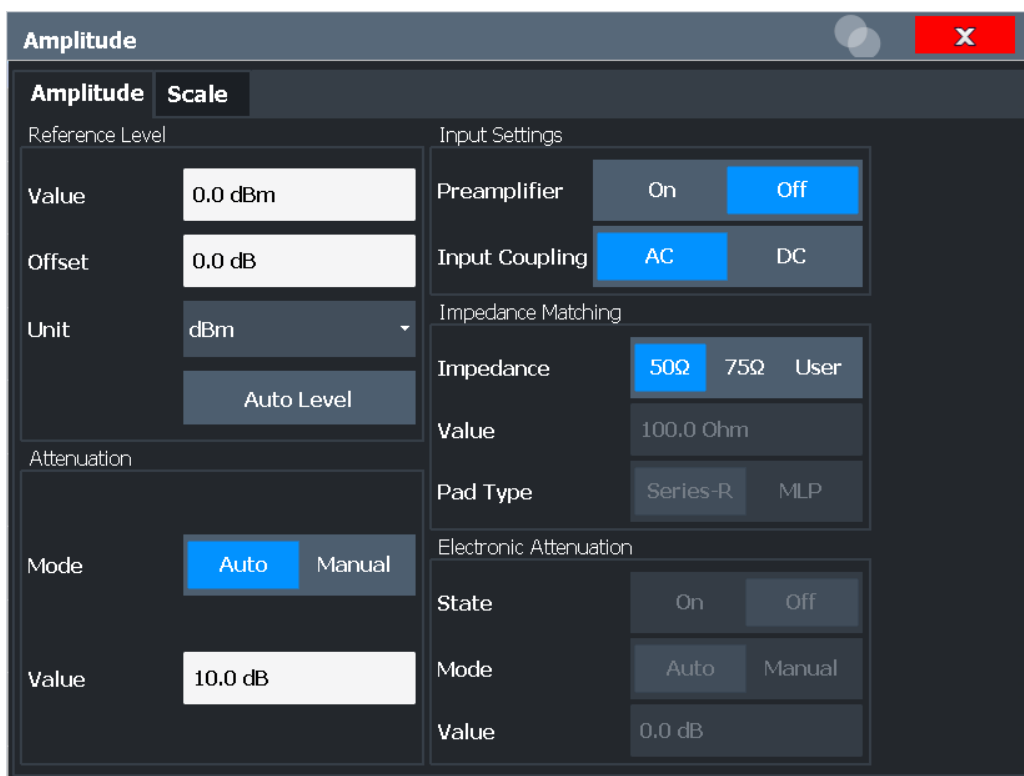 Amplitude
X
Amplitude Scale
Reference Level
Value 0.0 dBm
Offset 0.0 dB
Unit dBm
Auto Level
Attenuation
Mode Auto Manual
Value 10.0 dB
Input Settings
Preamplifier On Off
Input Coupling AC DC
Impedance Matching
Impedance 50Ω 75Ω User
Value 100.0 Ohm
Pad Type Series-R MLP
Electronic Attenuation
State On Off
Mode Auto Manual
Value 0.0 dB